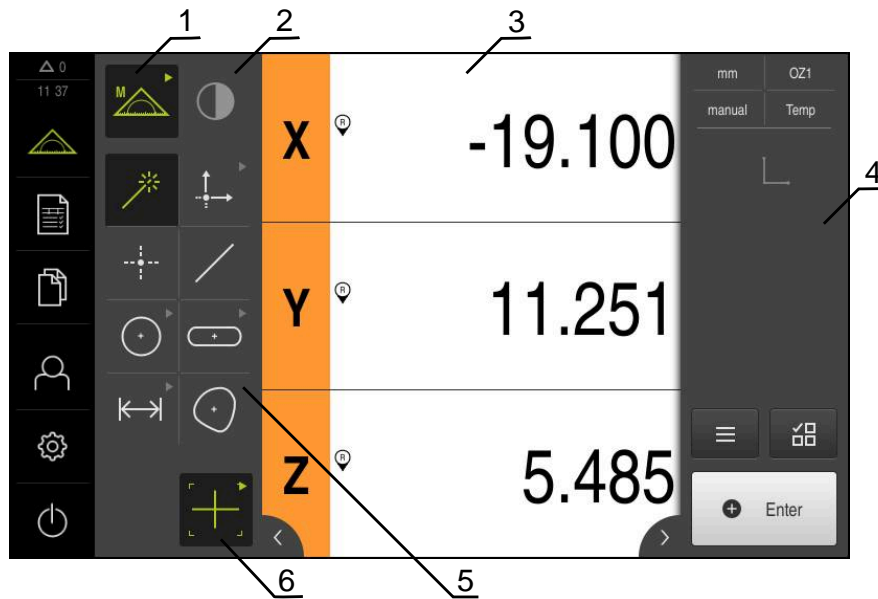 1 2 3
△ 0
11 37
M
mm OZ1
manual Temp
X R -19.100
4
Y R 11.251
Z R 5.485
Enter
6 5